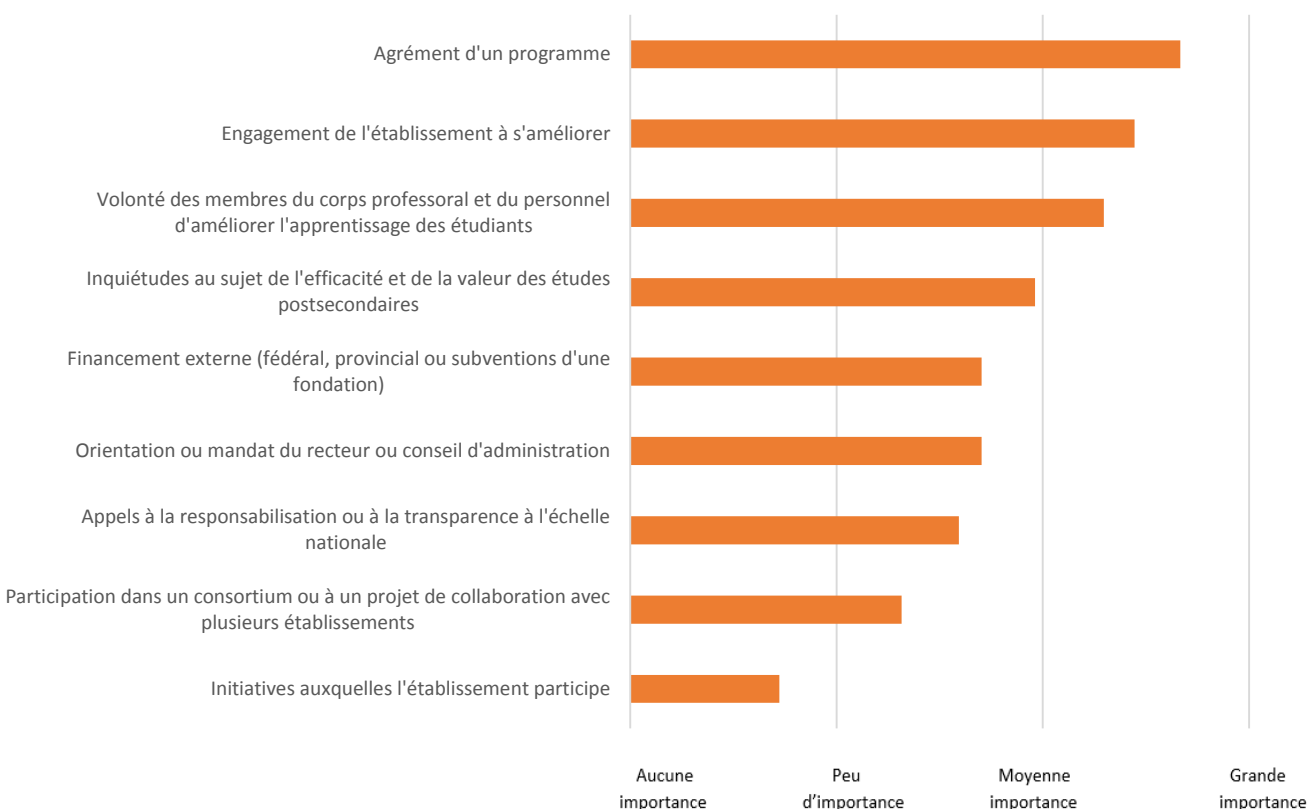 Agrément d'un programme
Engagement de l'établissement à s'améliorer
Volonté des membres du corps professoral et du personnel
d'améliorer l'apprentissage des étudiants
Inquiétudes au sujet de l'efficacité et de la valeur des études
postsecondaires
Financement externe (fédéral, provincial ou subventions d'une
fondation)
Orientation ou mandat du recteur ou conseil d'administration
Appels à la responsabilisation ou à la transparence à l'échelle
nationale
Participation dans un consortium ou à un projet de collaboration avec
plusieurs établissements
Initiatives auxquelles l'établissement participe
Aucune Peu Moyenne Grande
importance d’importance importance importance